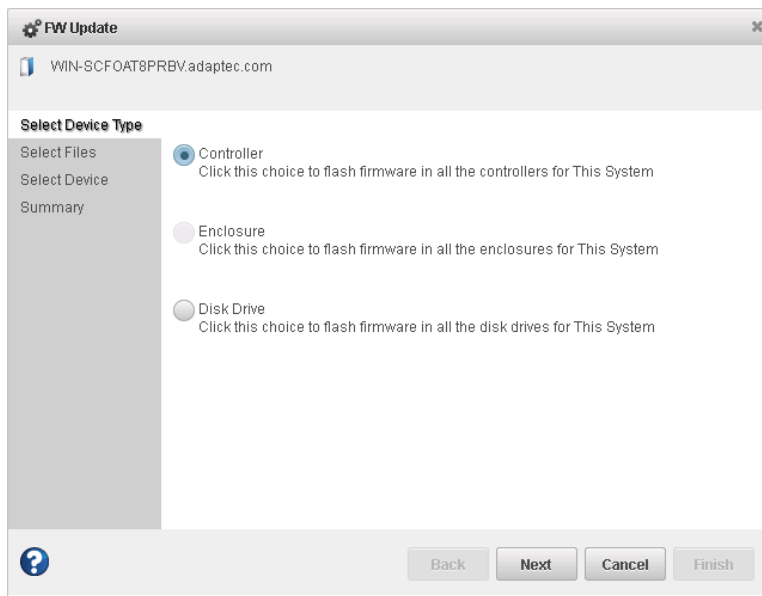 FW Update
WIN-SCFOAT8PRBV.adaptec.com
Select Device Type
Select Files
Select Device
Summary
Controller
Click this choice to flash firmware in all the controllers for This System
Enclosure
Click this choice to flash firmware in all the enclosures for This System
Disk Drive
Click this choice to flash firmware in all the disk drives for This System
?
Back Next Cancel Finish